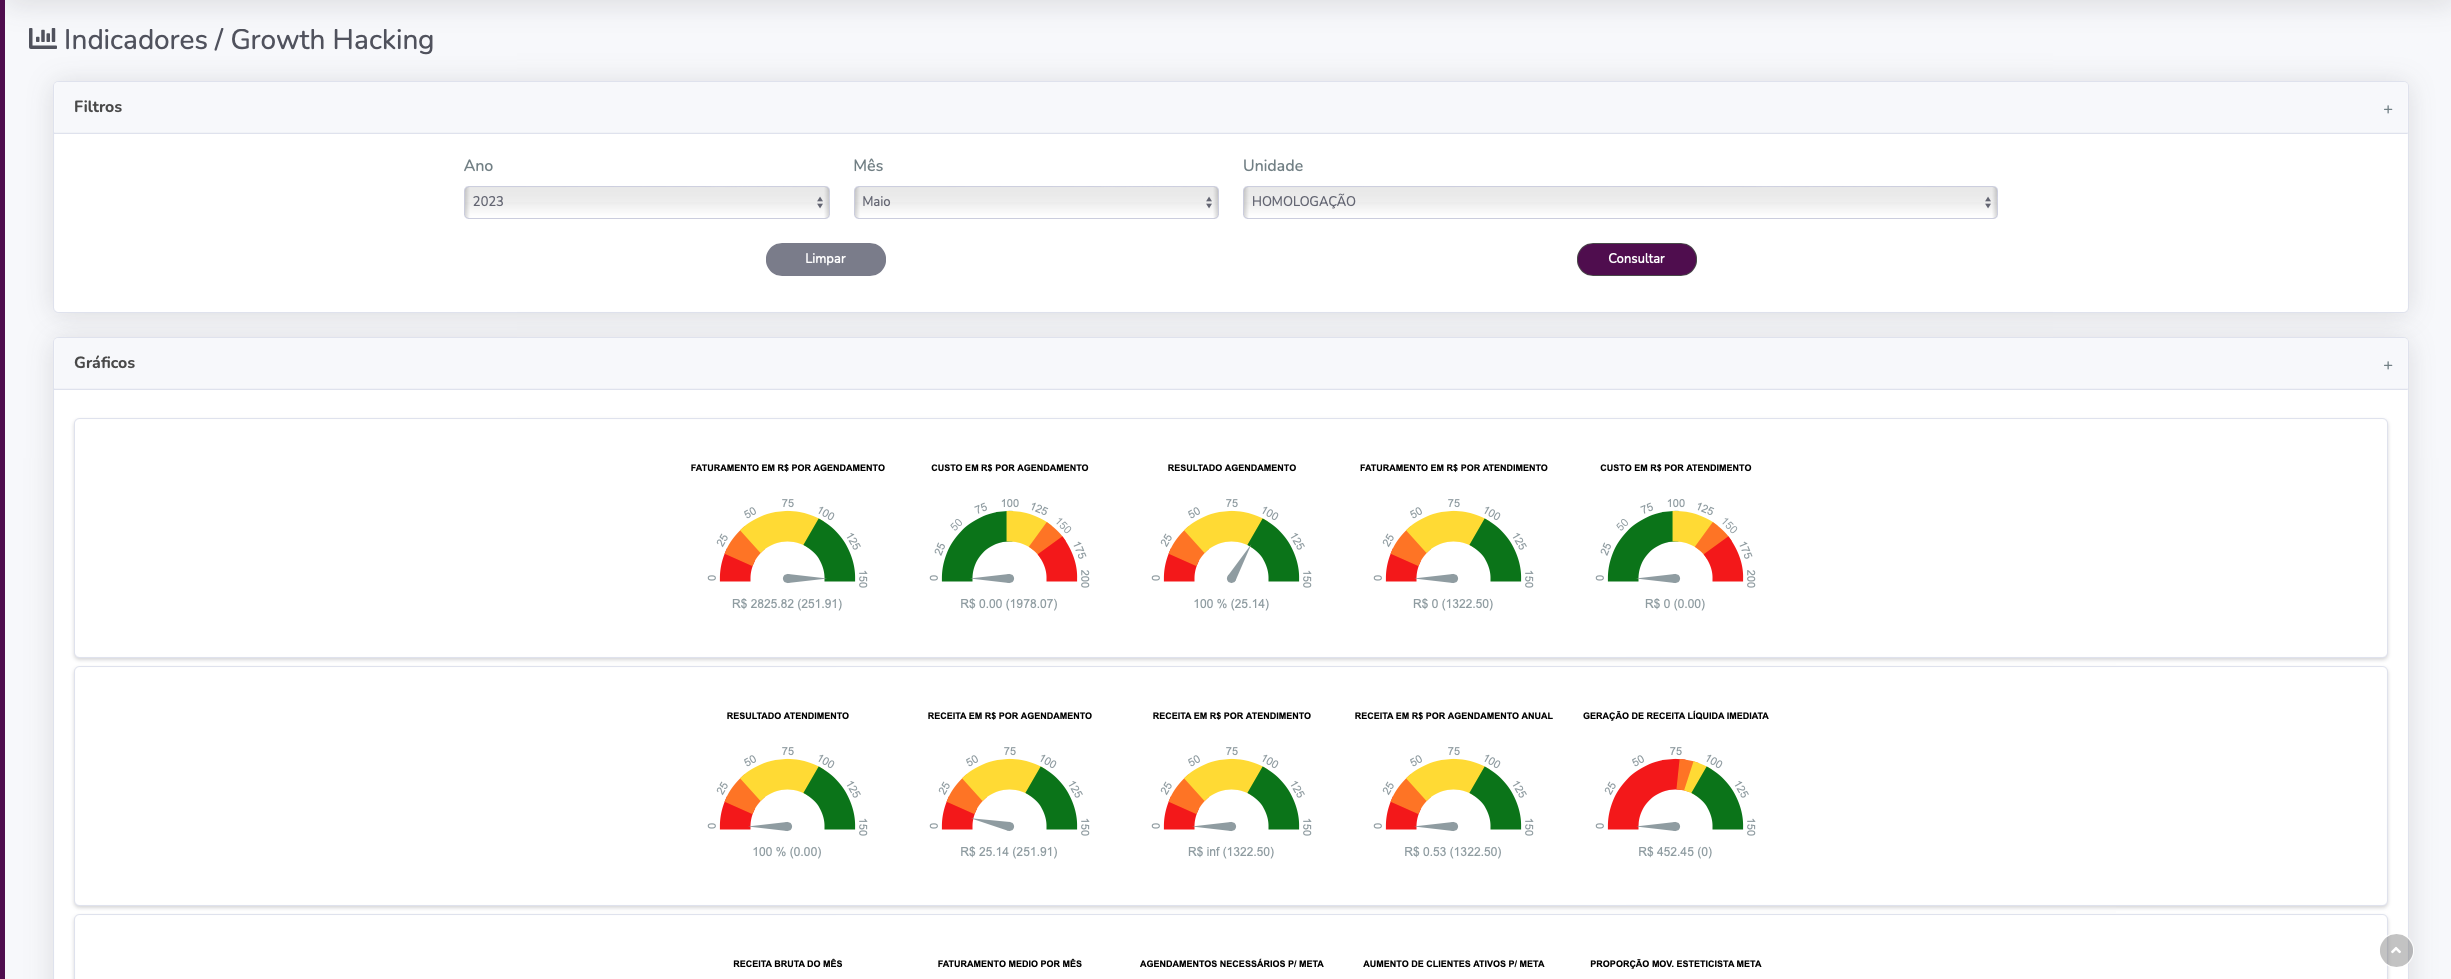 Indicadores / Growth Hacking
Filtros
+
Ano
Mês
Unidade
2023
Maio
HOMOLOGAÇÃO
Limpar
Consultar
Gráficos
+
FATURAMENTO EM R$ POR AGENDAMENTO
0 25 50 75 100 125 150
R$ 2825.82 (251.91)
CUSTO EM R$ POR AGENDAMENTO
0 25 50 75 100 125 150 175 200
R$ 0.00 (1978.07)
RESULTADO AGENDAMENTO
0 25 50 75 100 125 150
100 % (25.14)
FATURAMENTO EM R$ POR ATENDIMENTO
0 25 50 75 100 125 150
R$ 0 (1322.50)
CUSTO EM R$ POR ATENDIMENTO
0 25 50 75 100 125 150 175 200
R$ 0 (0.00)
RESULTADO ATENDIMENTO
0 25 50 75 100 125 150
100 % (0.00)
RECEITA EM R$ POR AGENDAMENTO
0 25 50 75 100 125 150
R$ 25.14 (251.91)
RECEITA EM R$ POR ATENDIMENTO
0 25 50 75 100 125 150
R$ inf (1322.50)
RECEITA EM R$ POR AGENDAMENTO ANUAL
0 25 50 75 100 125 150
R$ 0.53 (1322.50)
GERAÇÃO DE RECEITA LÍQUIDA IMEDIATA
0 25 50 75 100 125 150
R$ 452.45 (0)
RECEITA BRUTA DO MÊS
FATURAMENTO MEDIO POR MÊS
AGENDAMENTOS NECESSÁRIOS P/ META
AUMENTO DE CLIENTES ATIVOS P/ META
PROPORÇÃO MOV. ESTETICISTA META